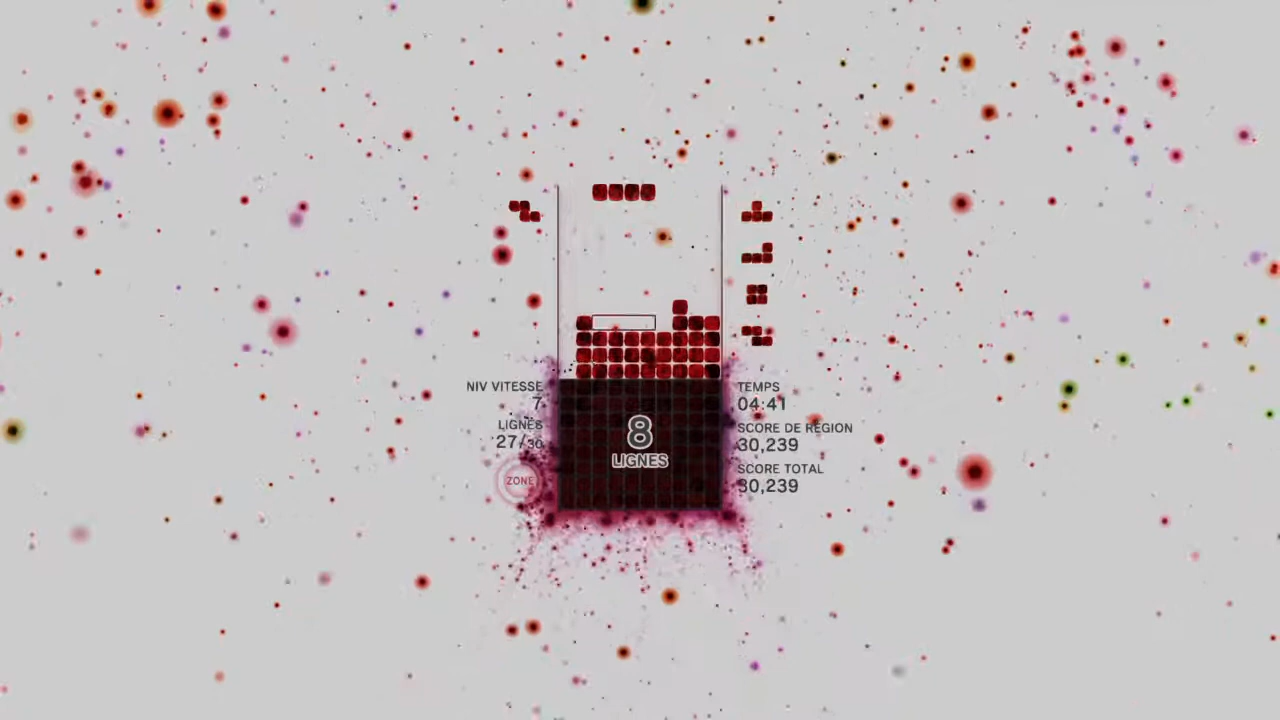 NIV VITESSE
7
LIGNES
27/30
ZONE
8
LIGNES
TEMPS
04:41
SCORE DE RÉGION
30,239
SCORE TOTAL
30,239